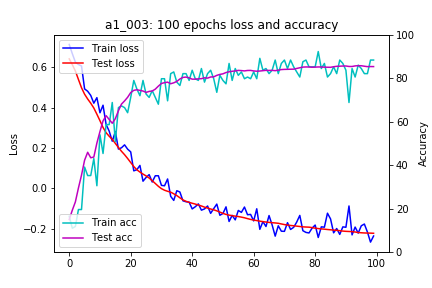 a1_003: 100 epochs loss and accuracy
Train loss
Test loss
Train acc
Test acc
Loss
0.6
0.4
0.2
0.0
−0.2
Accuracy
100
80
60
40
20
0
0 20 40 60 80 100